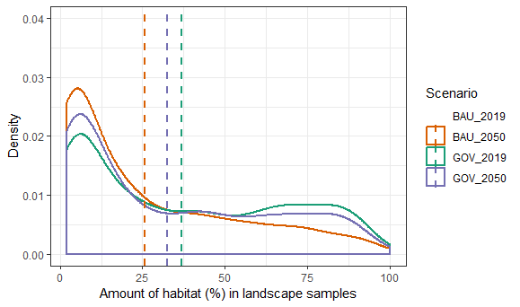 0.04
0.03
0.02
0.01
0.00
Density
0 25 50 75 100
Amount of habitat (%) in landscape samples
Scenario
BAU_2019
BAU_2050
GOV_2019
GOV_2050